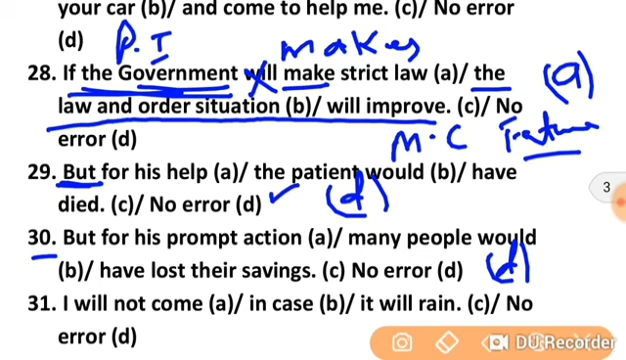 your car (b)/ and come to help me. (c)/ No error
(d)
P.I
makes
28. If the Government will make strict law (a)/ the
(a)
law and order situation (b)/ will improve. (c)/ No
error (d)
M.C Future
29. But for his help (a)/ the patient would (b)/ have
3
died. (c)/ No error (d)
(d)
30. But for his prompt action (a)/ many people would
(b)/ have lost their savings. (c) No error (d)
(d)
31. I will not come (a)/ in case (b)/ it will rain. (c)/ No
error (d)
DU Recorder